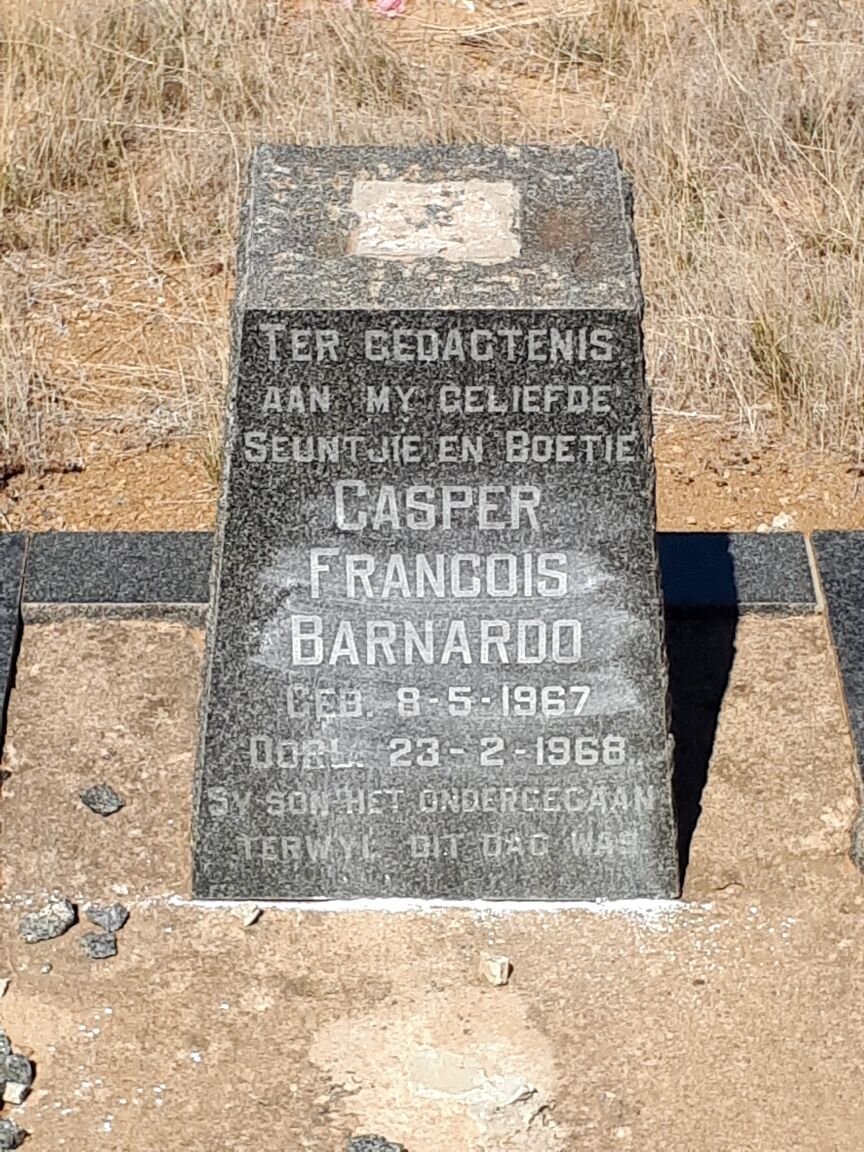 TER GEDAGTENIS
AAN MY GELIEFDE
SEUNTJIE EN BOETIE
CASPER
FRANCOIS
BARNARDO
GEB. 8-5-1967
OORL. 23-2-1968.
SY SON HET ONDERGEGAAN
TERWYL DIT DAG WAS